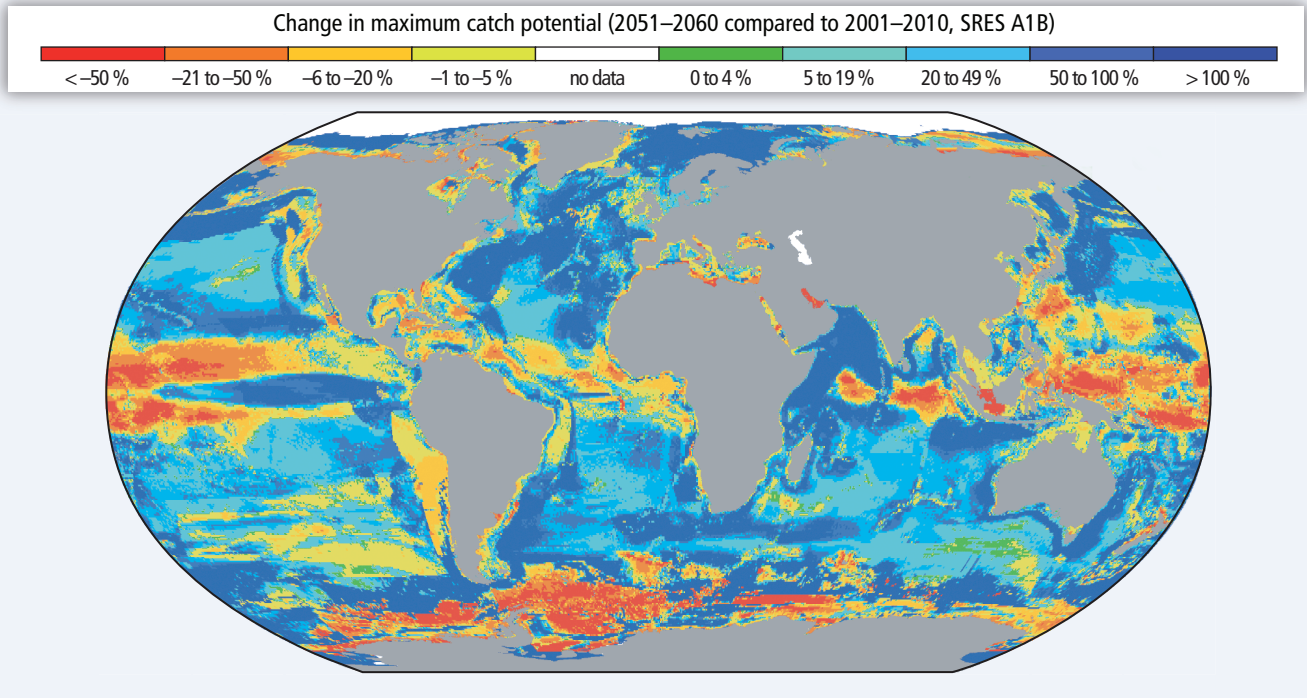 Change in maximum catch potential (2051–2060 compared to 2001–2010, SRES A1B)
< –50 % –21 to –50 % –6 to –20 % –1 to –5 % no data 0 to 4 % 5 to 19 % 20 to 49 % 50 to 100 % > 100 %